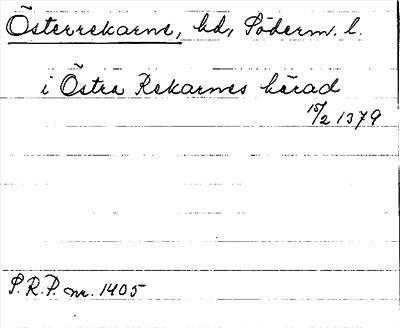 Österrekarne, hd, Söderm. l.
i Östra Rekarnes härad
15/2 1379
S.R.P. nr. 1405